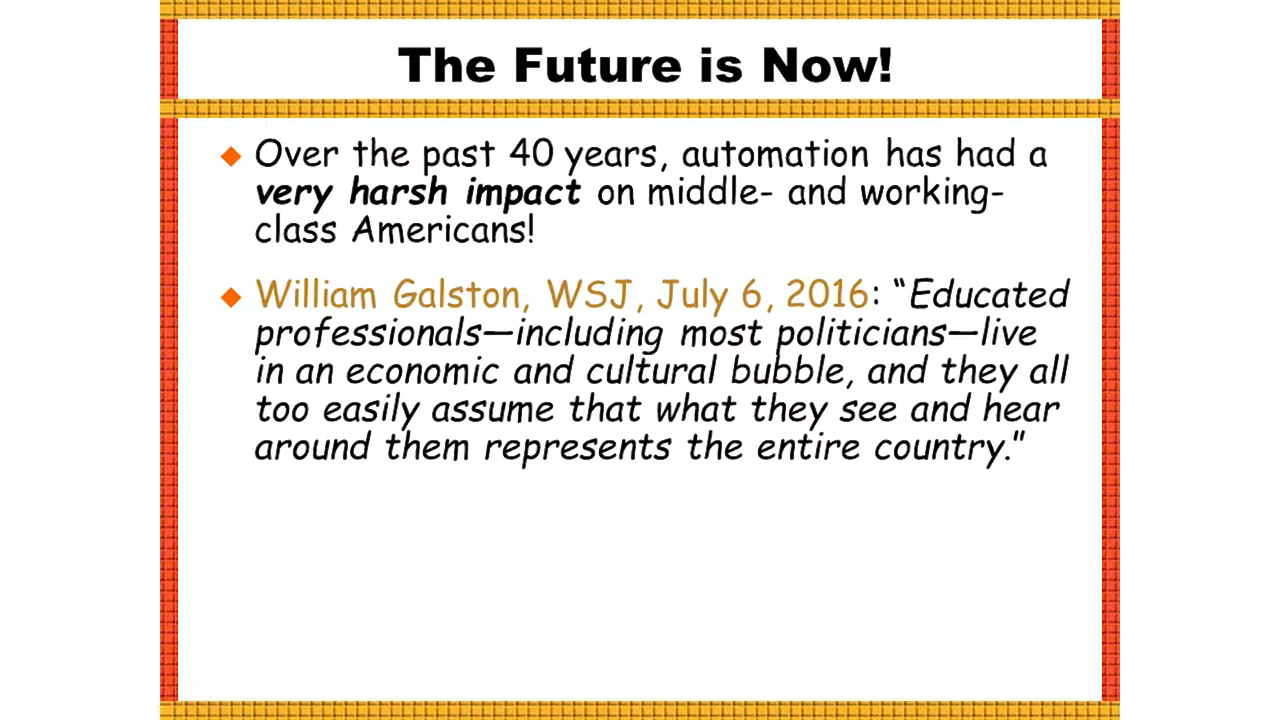 The Future is Now!
Over the past 40 years, automation has had a
very harsh impact on middle- and working-
class Americans!
William Galston, WSJ, July 6, 2016: “Educated
professionals—including most politicians—live
in an economic and cultural bubble, and they all
too easily assume that what they see and hear
around them represents the entire country.”